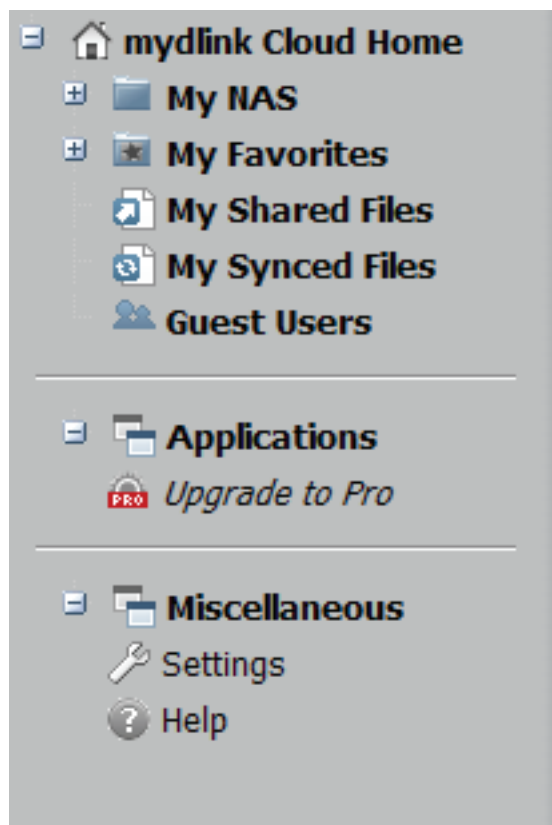 mydlink Cloud Home
My NAS
My Favorites
My Shared Files
My Synced Files
Guest Users
Applications
PRO Upgrade to Pro
Miscellaneous
Settings
? Help